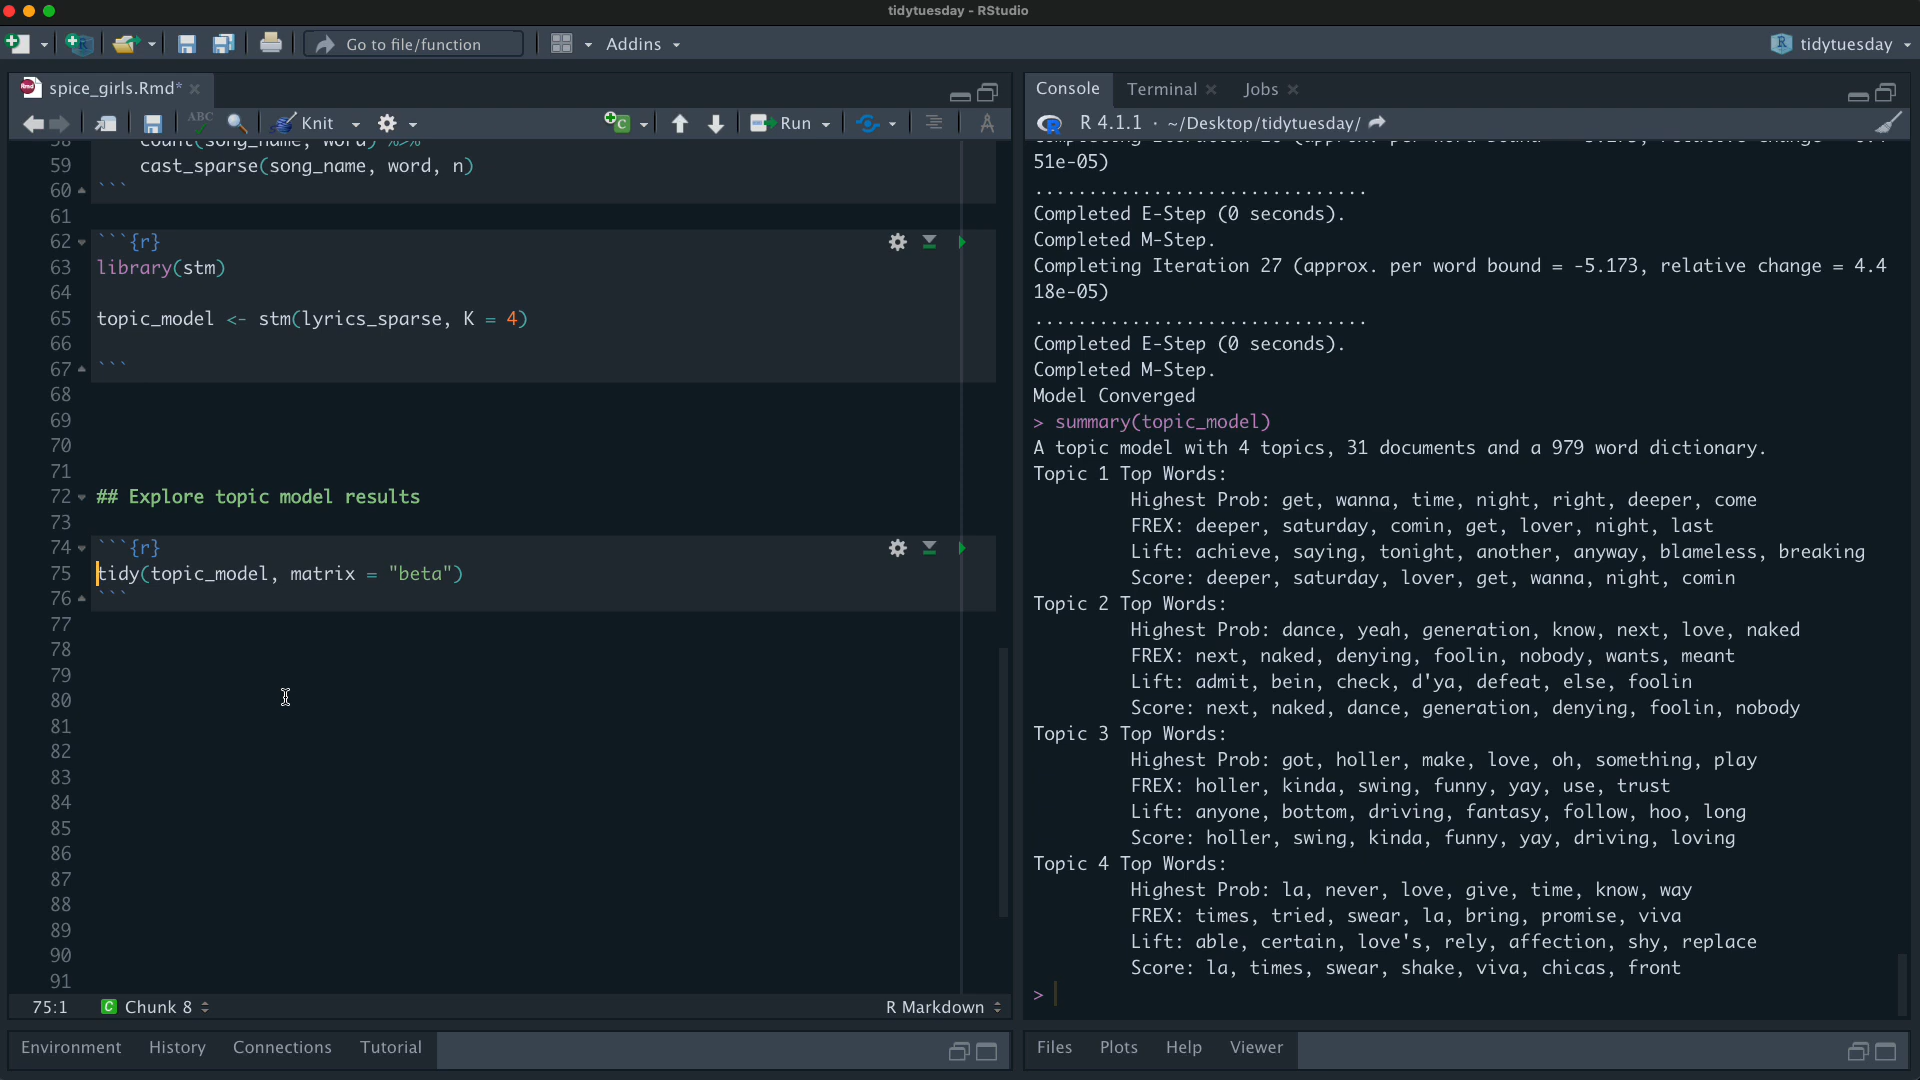 tidytuesday - RStudio
Go to file/function
Addins
tidytuesday
spice_girls.Rmd*
ABC
Knit
Run
58 count(song_name, word) %>%
59 cast_sparse(song_name, word, n)
60 ```
61
62 ```{r}
63 library(stm)
64
65 topic_model <- stm(lyrics_sparse, K = 4)
66
67 ```
68
69
70
71
72 ## Explore topic model results
73
74 ```{r}
75 tidy(topic_model, matrix = "beta")
76 ```
77
78
79
80
81
82
83
84
85
86
87
88
89
90
91
75:1 C Chunk 8 R Markdown
Environment History Connections Tutorial
Console Terminal Jobs
R 4.1.1 · ~/Desktop/tidytuesday/
51e-05)
...............................
Completed E-Step (0 seconds).
Completed M-Step.
Completing Iteration 27 (approx. per word bound = -5.173, relative change = 4.4
18e-05)
...............................
Completed E-Step (0 seconds).
Completed M-Step.
Model Converged
> summary(topic_model)
A topic model with 4 topics, 31 documents and a 979 word dictionary.
Topic 1 Top Words:
Highest Prob: get, wanna, time, night, right, deeper, come
FREX: deeper, saturday, comin, get, lover, night, last
Lift: achieve, saying, tonight, another, anyway, blameless, breaking
Score: deeper, saturday, lover, get, wanna, night, comin
Topic 2 Top Words:
Highest Prob: dance, yeah, generation, know, next, love, naked
FREX: next, naked, denying, foolin, nobody, wants, meant
Lift: admit, bein, check, d'ya, defeat, else, foolin
Score: next, naked, dance, generation, denying, foolin, nobody
Topic 3 Top Words:
Highest Prob: got, holler, make, love, oh, something, play
FREX: holler, kinda, swing, funny, yay, use, trust
Lift: anyone, bottom, driving, fantasy, follow, hoo, long
Score: holler, swing, kinda, funny, yay, driving, loving
Topic 4 Top Words:
Highest Prob: la, never, love, give, time, know, way
FREX: times, tried, swear, la, bring, promise, viva
Lift: able, certain, love's, rely, affection, shy, replace
Score: la, times, swear, shake, viva, chicas, front
>
Files Plots Help Viewer